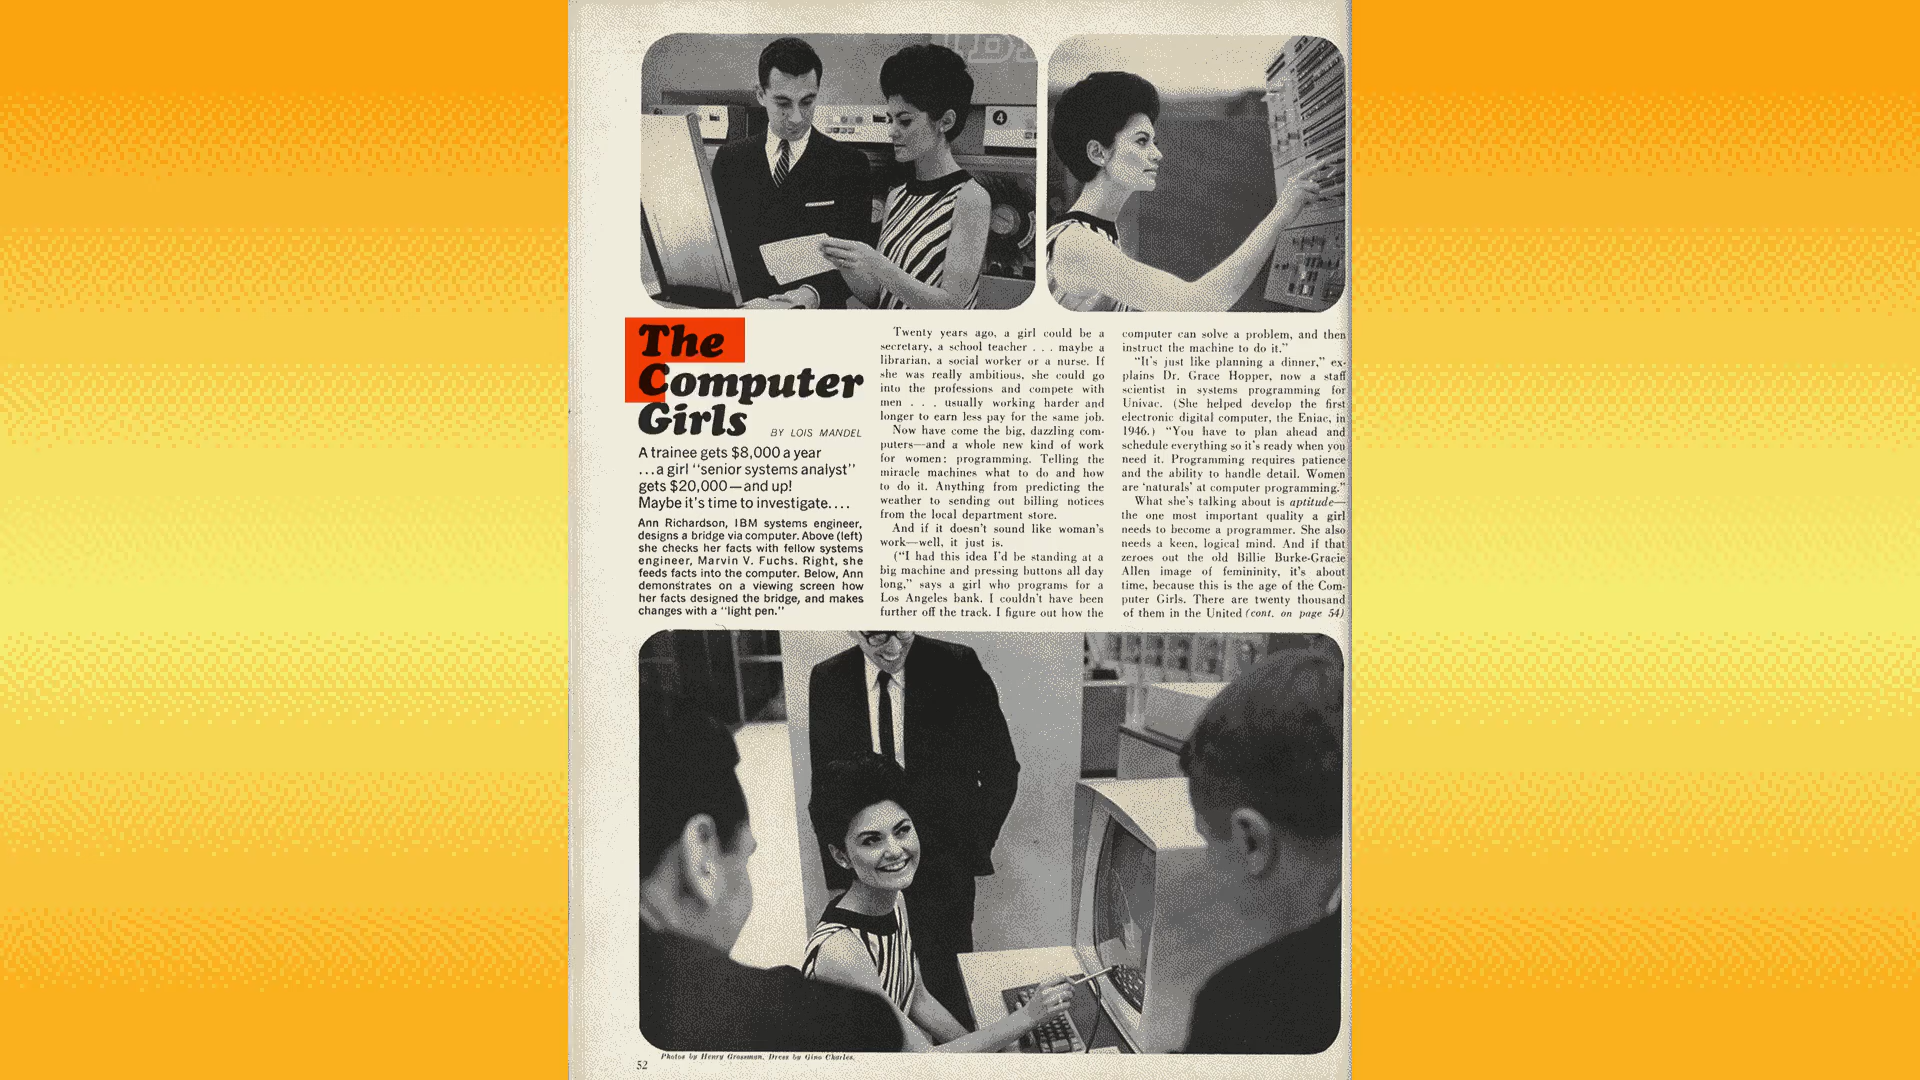 IBM
4
The
Computer
Girls
BY LOIS MANDEL
A trainee gets $8,000 a year
...a girl “senior systems analyst”
gets $20,000—and up!
Maybe it's time to investigate....
Ann Richardson, IBM systems engineer,
designs a bridge via computer. Above (left)
she checks her facts with fellow systems
engineer, Marvin V. Fuchs. Right, she
feeds facts into the computer. Below, Ann
demonstrates on a viewing screen how
her facts designed the bridge, and makes
changes with a “light pen.”
Twenty years ago, a girl could be a
secretary, a school teacher . . . maybe a
librarian, a social worker or a nurse. If
she was really ambitious, she could go
into the professions and compete with
men . . . usually working harder and
longer to earn less pay for the same job.
Now have come the big, dazzling com-
puters—and a whole new kind of work
for women: programming. Telling the
miracle machines what to do and how
to do it. Anything from predicting the
weather to sending out billing notices
from the local department store.
And if it doesn't sound like woman's
work—well, it just is.
(“I had this idea I'd be standing at a
big machine and pressing buttons all day
long,” says a girl who programs for a
Los Angeles bank. I couldn't have been
further off the track. I figure out how the
computer can solve a problem, and then
instruct the machine to do it.”
“It's just like planning a dinner,” ex-
plains Dr. Grace Hopper, now a staff
scientist in systems programming for
Univac. (She helped develop the first
electronic digital computer, the Eniac, in
1946.) “You have to plan ahead and
schedule everything so it's ready when you
need it. Programming requires patience
and the ability to handle detail. Women
are ‘naturals’ at computer programming.”
What she's talking about is aptitude—
the one most important quality a girl
needs to become a programmer. She also
needs a keen, logical mind. And if that
zeroes out the old Billie Burke-Gracie
Allen image of femininity, it's about
time, because this is the age of the Com-
puter Girls. There are twenty thousand
of them in the United (cont. on page 54)
Photos by Henry Grossman. Dress by Gino Charles.
52